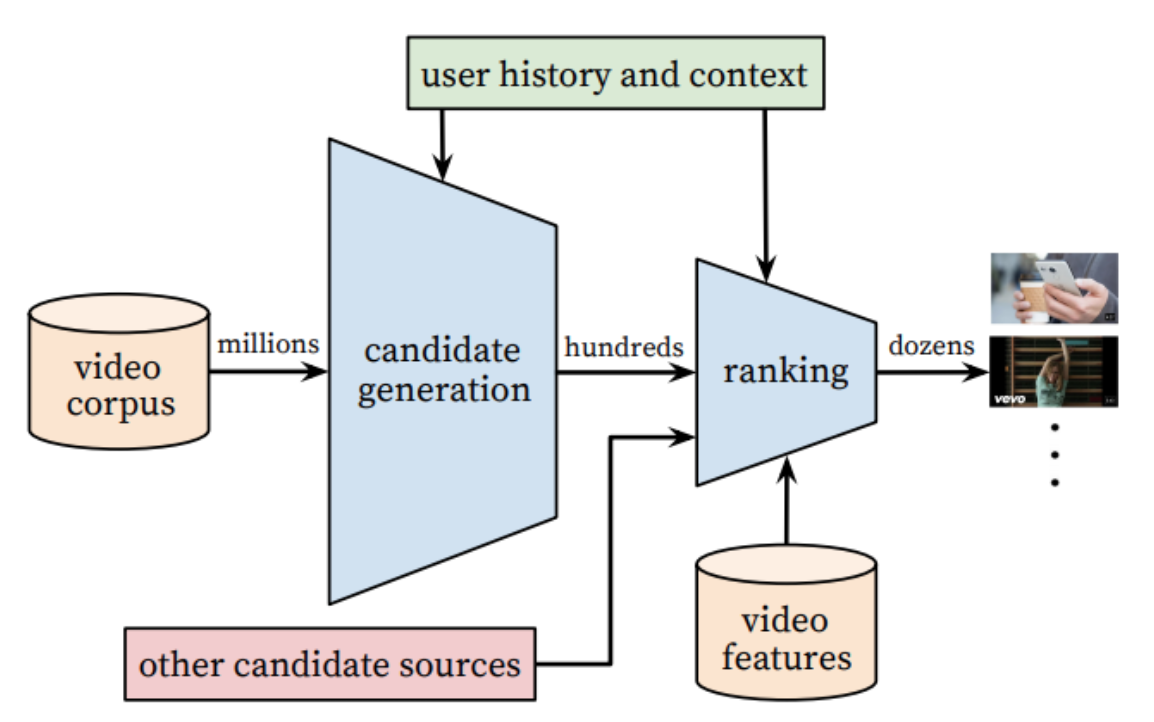 user history and context
millions
video
corpus
candidate
generation
hundreds
ranking
dozens
vevo
other candidate sources
video
features